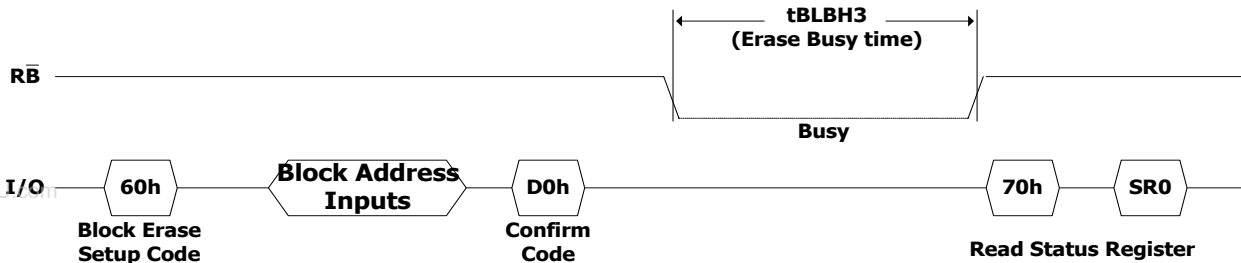 tBLBH3
(Erase Busy time)
RB̅
Busy
I/O
60h
Block Address
Inputs
D0h
70h
SR0
Block Erase
Setup Code
Confirm
Code
Read Status Register